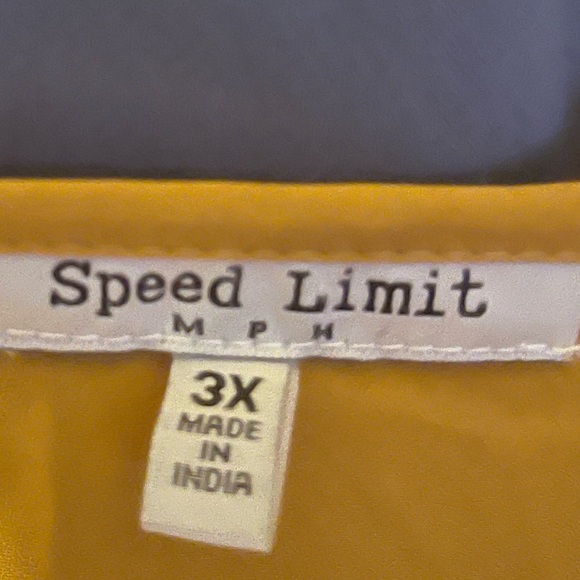 Speed Limit
M P H
3X
MADE
IN
INDIA